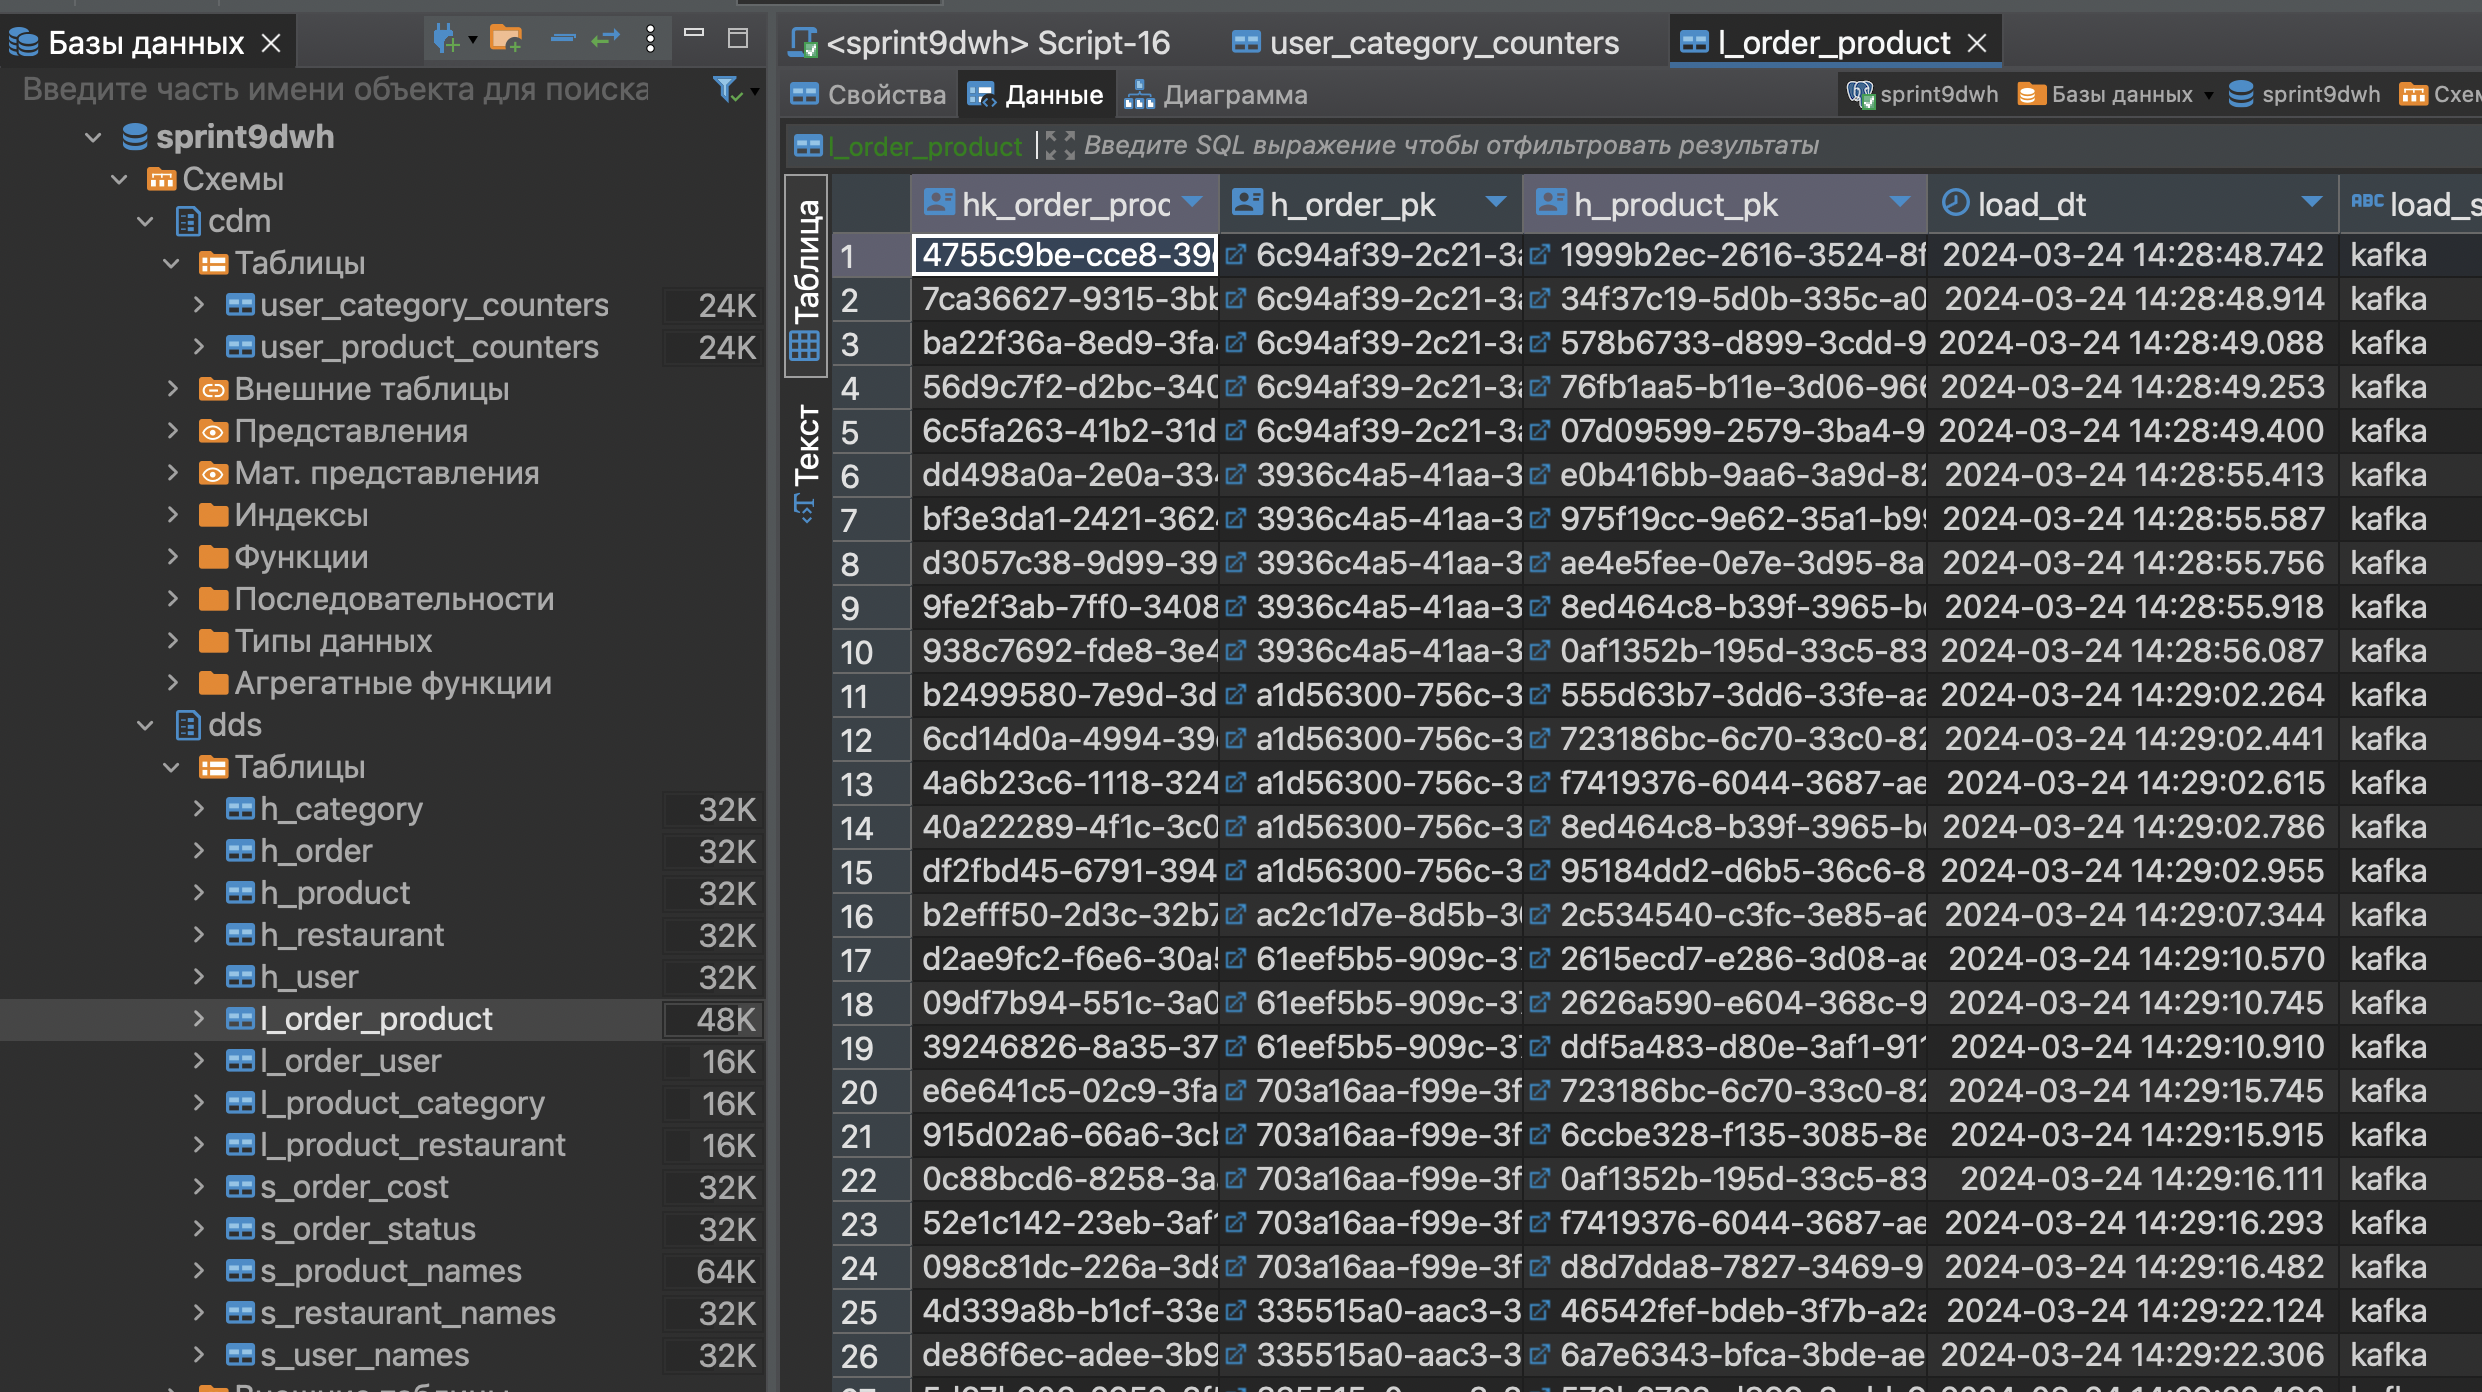 Базы данных
Введите часть имени объекта для поиска
sprint9dwh
Схемы
cdm
Таблицы
user_category_counters 24K
user_product_counters 24K
Внешние таблицы
Представления
Мат. представления
Индексы
Функции
Последовательности
Типы данных
Агрегатные функции
dds
Таблицы
h_category 32K
h_order 32K
h_product 32K
h_restaurant 32K
h_user 32K
l_order_product 48K
l_order_user 16K
l_product_category 16K
l_product_restaurant 16K
s_order_cost 32K
s_order_status 32K
s_product_names 64K
s_restaurant_names 32K
s_user_names 32K
<sprint9dwh> Script-16 user_category_counters l_order_product
Свойства Данные Диаграмма sprint9dwh Базы данных sprint9dwh Схем
l_order_product Введите SQL выражение чтобы отфильтровать результаты
Таблица
Текст
hk_order_proc h_order_pk h_product_pk load_dt ABC load_s
1 4755c9be-cce8-39 6c94af39-2c21-3a 1999b2ec-2616-3524-8f 2024-03-24 14:28:48.742 kafka
2 7ca36627-9315-3bb 6c94af39-2c21-3a 34f37c19-5d0b-335c-a0 2024-03-24 14:28:48.914 kafka
3 ba22f36a-8ed9-3fa 6c94af39-2c21-3a 578b6733-d899-3cdd-9 2024-03-24 14:28:49.088 kafka
4 56d9c7f2-d2bc-340 6c94af39-2c21-3a 76fb1aa5-b11e-3d06-966 2024-03-24 14:28:49.253 kafka
5 6c5fa263-41b2-31d 6c94af39-2c21-3a 07d09599-2579-3ba4-9 2024-03-24 14:28:49.400 kafka
6 dd498a0a-2e0a-334 3936c4a5-41aa-3 e0b416bb-9aa6-3a9d-82 2024-03-24 14:28:55.413 kafka
7 bf3e3da1-2421-3624 3936c4a5-41aa-3 975f19cc-9e62-35a1-b99 2024-03-24 14:28:55.587 kafka
8 d3057c38-9d99-39 3936c4a5-41aa-3 ae4e5fee-0e7e-3d95-8a 2024-03-24 14:28:55.756 kafka
9 9fe2f3ab-7ff0-3408 3936c4a5-41aa-3 8ed464c8-b39f-3965-b 2024-03-24 14:28:55.918 kafka
10 938c7692-fde8-3e4 3936c4a5-41aa-3 0af1352b-195d-33c5-83 2024-03-24 14:28:56.087 kafka
11 b2499580-7e9d-3d a1d56300-756c-3 555d63b7-3dd6-33fe-aa 2024-03-24 14:29:02.264 kafka
12 6cd14d0a-4994-39 a1d56300-756c-3 723186bc-6c70-33c0-82 2024-03-24 14:29:02.441 kafka
13 4a6b23c6-1118-324 a1d56300-756c-3 f7419376-6044-3687-ae 2024-03-24 14:29:02.615 kafka
14 40a22289-4f1c-3c0 a1d56300-756c-3 8ed464c8-b39f-3965-b 2024-03-24 14:29:02.786 kafka
15 df2fbd45-6791-394 a1d56300-756c-3 95184dd2-d6b5-36c6-8 2024-03-24 14:29:02.955 kafka
16 b2efff50-2d3c-32b7 ac2c1d7e-8d5b-3 2c534540-c3fc-3e85-a6 2024-03-24 14:29:07.344 kafka
17 d2ae9fc2-f6e6-30a5 61eef5b5-909c-37 2615ecd7-e286-3d08-ae 2024-03-24 14:29:10.570 kafka
18 09df7b94-551c-3a0 61eef5b5-909c-37 2626a590-e604-368c-9 2024-03-24 14:29:10.745 kafka
19 39246826-8a35-37 61eef5b5-909c-37 ddf5a483-d80e-3af1-911 2024-03-24 14:29:10.910 kafka
20 e6e641c5-02c9-3fa 703a16aa-f99e-3f 723186bc-6c70-33c0-82 2024-03-24 14:29:15.745 kafka
21 915d02a6-66a6-3cb 703a16aa-f99e-3f 6ccbe328-f135-3085-8e 2024-03-24 14:29:15.915 kafka
22 0c88bcd6-8258-3a 703a16aa-f99e-3f 0af1352b-195d-33c5-83 2024-03-24 14:29:16.111 kafka
23 52e1c142-23eb-3af1 703a16aa-f99e-3f f7419376-6044-3687-ae 2024-03-24 14:29:16.293 kafka
24 098c81dc-226a-3d8 703a16aa-f99e-3f d8d7dda8-7827-3469-9 2024-03-24 14:29:16.482 kafka
25 4d339a8b-b1cf-33e 335515a0-aac3-3 46542fef-bdeb-3f7b-a2a 2024-03-24 14:29:22.124 kafka
26 de86f6ec-adee-3b9 335515a0-aac3-3 6a7e6343-bfca-3bde-ae 2024-03-24 14:29:22.306 kafka